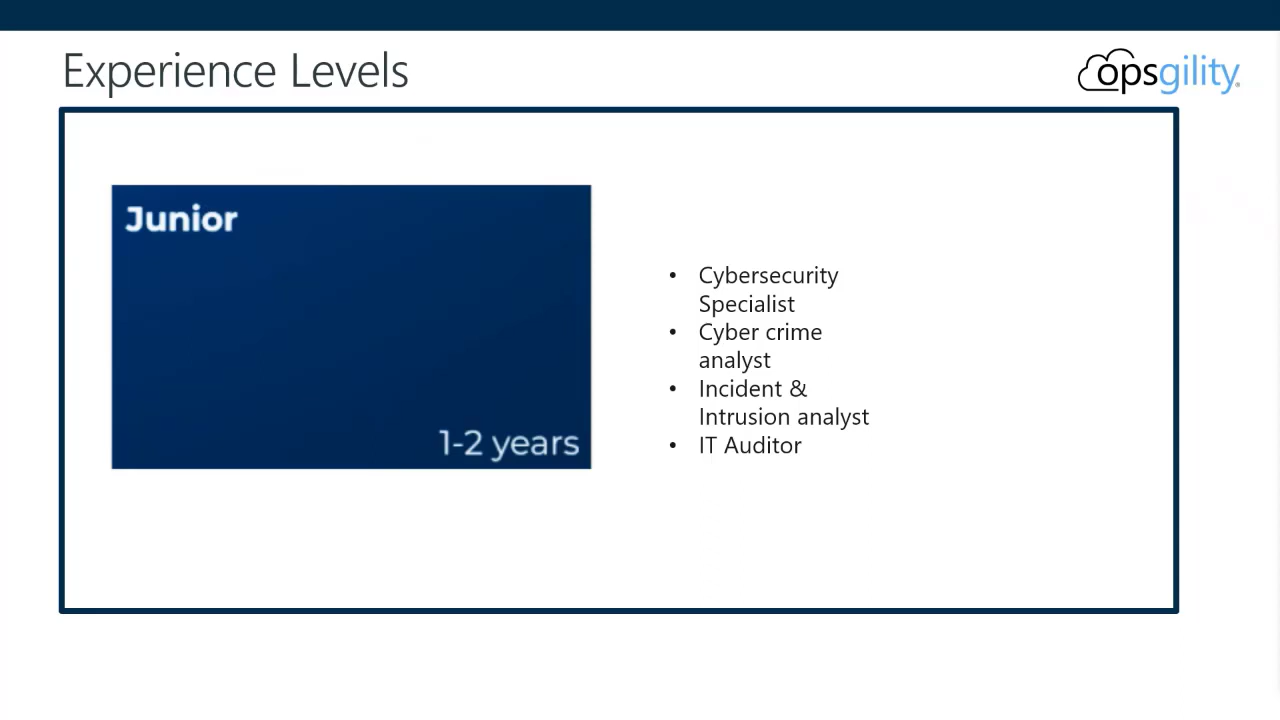 Experience Levels
opsgility
Junior
1-2 years
• Cybersecurity
Specialist
• Cyber crime
analyst
• Incident &
Intrusion analyst
• IT Auditor